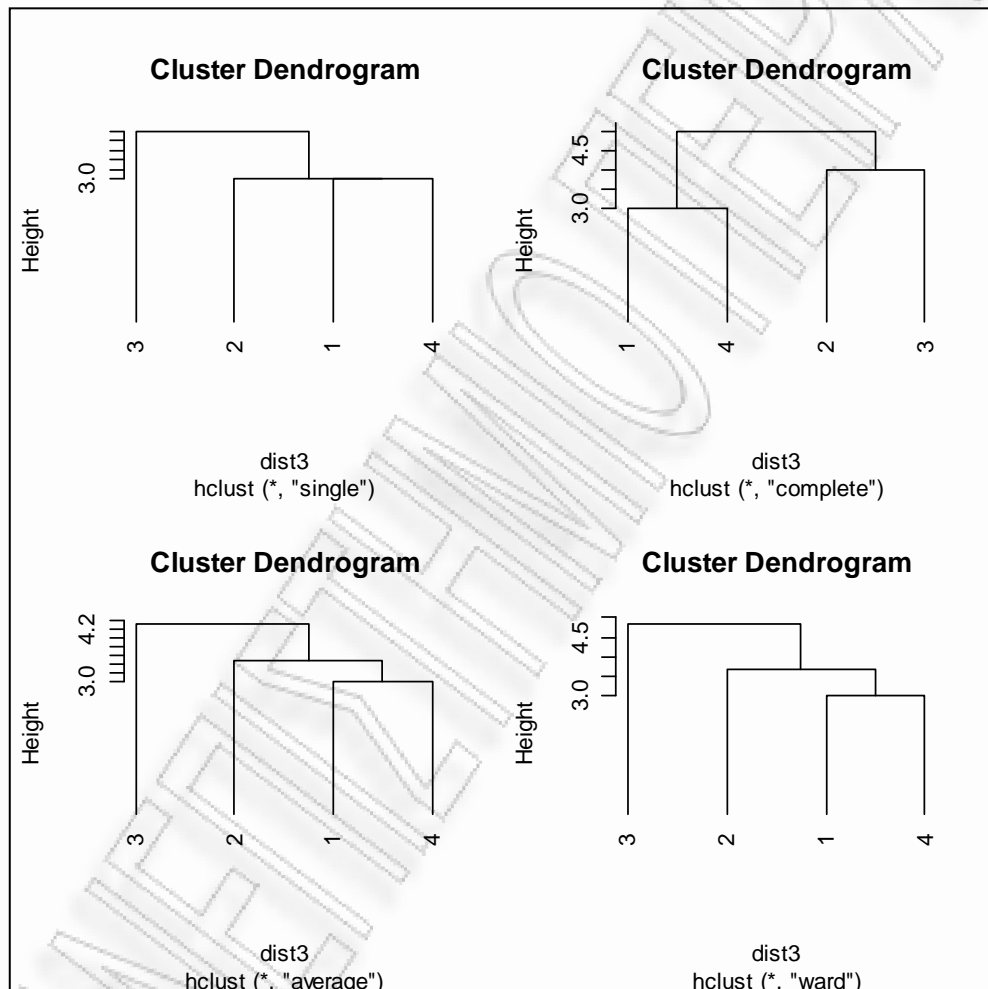 Cluster Dendrogram
Height
3.0
3 2 1 4
dist3
hclust (*, "single")
Cluster Dendrogram
Height
3.0 4.5
1 4 2 3
dist3
hclust (*, "complete")
Cluster Dendrogram
Height
3.0 4.2
3 2 1 4
dist3
hclust (*, "average")
Cluster Dendrogram
Height
3.0 4.5
3 2 1 4
dist3
hclust (*, "ward")